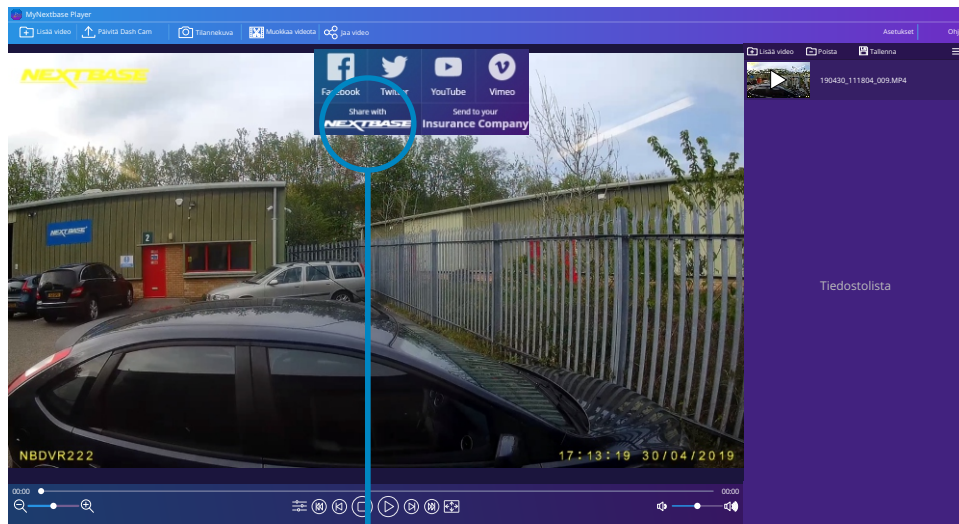 MyNextbase Player
Lisää video Päivitä Dash Cam Tilannekuva Muokkaa videota Jaa video Asetukset Ohj
Lisää video Poista Tallenna
NEXTBASE
Facebook Twitter YouTube Vimeo
Share with
NEXTBASE
Send to your
Insurance Company
190430_111804_009.MP4
NEXTBASE
2
Tiedostolista
NBDVR222 17:13:19 30/04/2019
00:00 00:00